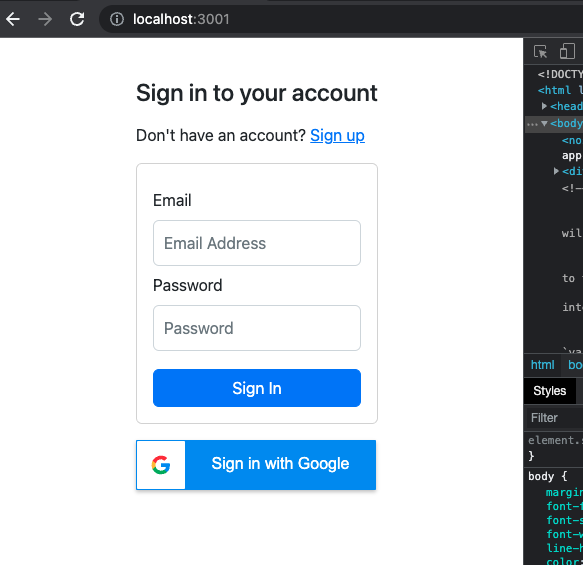 localhost:3001
Sign in to your account
Don't have an account? Sign up
Email
Email Address
Password
Password
Sign In
G
Sign in with Google
<!DOCTY
<html l
<head
<body
<no
app
<di
<!--
wil
to
inte
`va
html
bo
Styles
Filter
element.s
}
body {
margin
font-f
font-s
font-w
line-h
color: